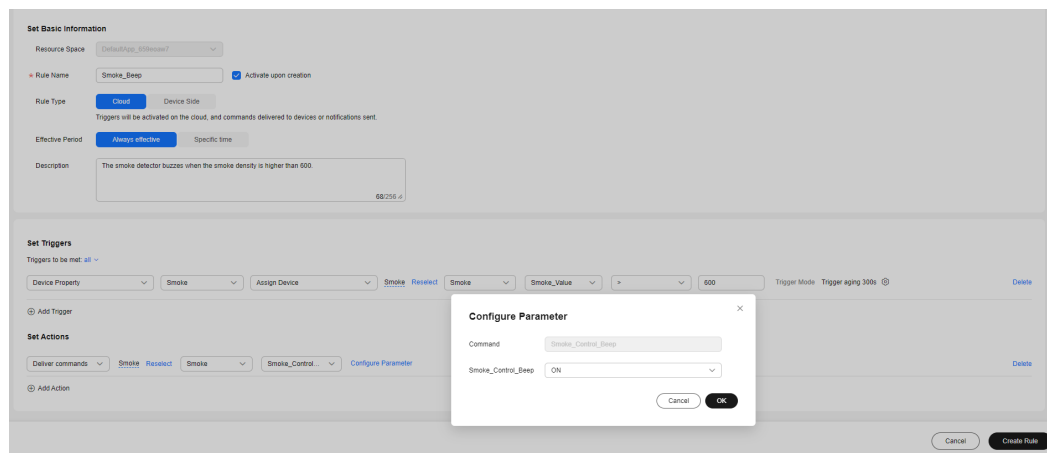 Set Basic Information
Resource Space
* Rule Name Smoke_Beep Activate upon creation
Rule Type Cloud Device Side
Triggers will be activated on the cloud, and commands delivered to devices or notifications sent.
Effective Period Always effective Specific time
Description The smoke detector buzzes when the smoke density is higher than 600.
68/256
Set Triggers
Triggers to be met: all
Device Property Smoke Assign Device Smoke Reselect Smoke Smoke_Value > 600 Trigger Mode Trigger aging 300s Delete
Add Trigger
Configure Parameter
Command Smoke_Control_Beep
Smoke_Control_Beep ON
Cancel OK
Set Actions
Deliver commands Smoke Reselect Smoke Smoke_Control... Configure Parameter Delete
Add Action
Cancel Create Rule